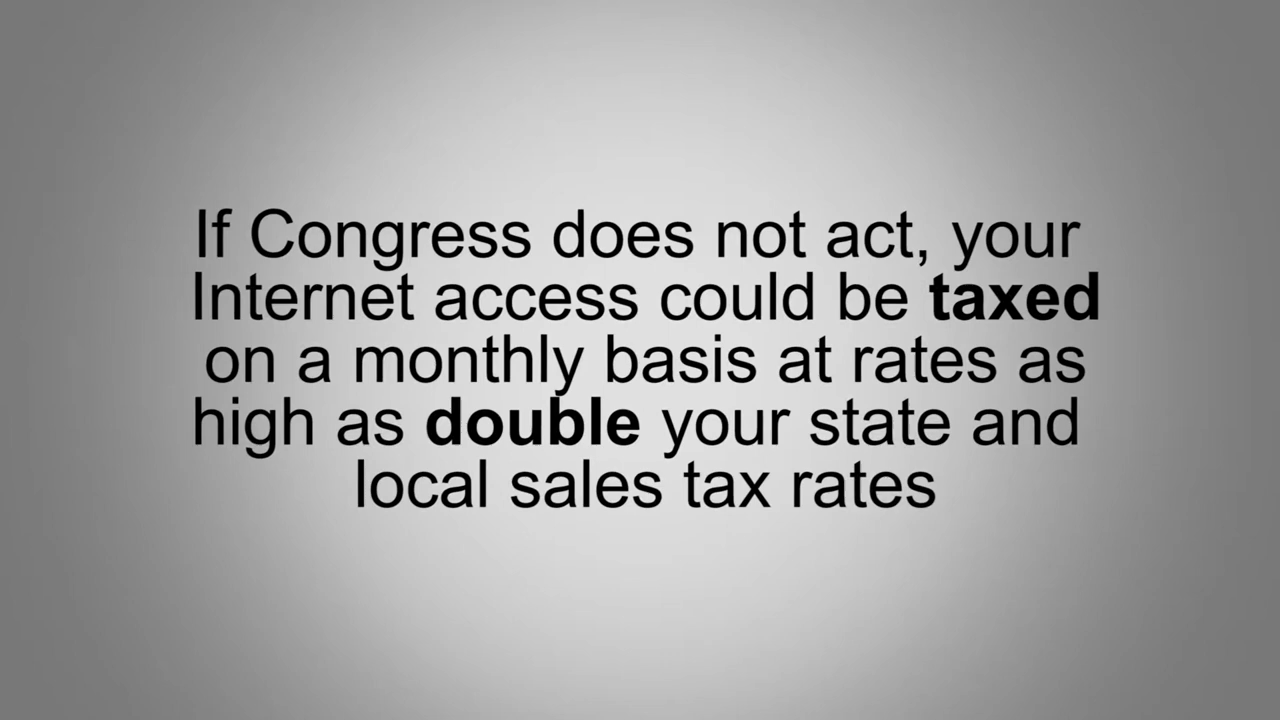 If Congress does not act, your
Internet access could be taxed
on a monthly basis at rates as
high as double your state and
local sales tax rates